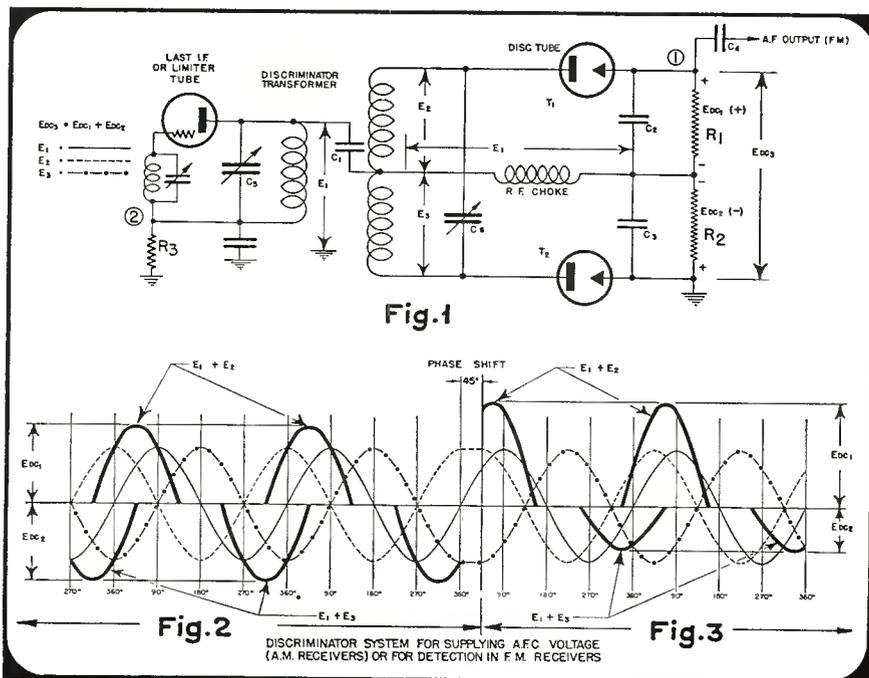 LAST I.F.
OR LIMITER
TUBE
DISCRIMINATOR
TRANSFORMER
DISC TUBE
①
C4
A.F. OUTPUT (FM)
EDC3 = EDC1 + EDC2
E1
E2
E3
②
R3
C5
E1
C1
E2
E3
E1
R.F. CHOKE
C6
T1
T2
C2
C3
+
EDC1 (+)
R1
-
-
EDC2 (-)
R2
+
EDC3
Fig.1
E1 + E2
PHASE SHIFT
45°
E1 + E2
EDC1
EDC2
EDC1
EDC2
270° 360° 90° 180° 270° 360° 90° 180° 270° 360° 90° 180° 270° 360° 90° 180° 270° 360°
E1 + E3
E1 + E3
Fig.2
Fig.3
DISCRIMINATOR SYSTEM FOR SUPPLYING A.F.C. VOLTAGE
(A.M. RECEIVERS) OR FOR DETECTION IN F.M. RECEIVERS